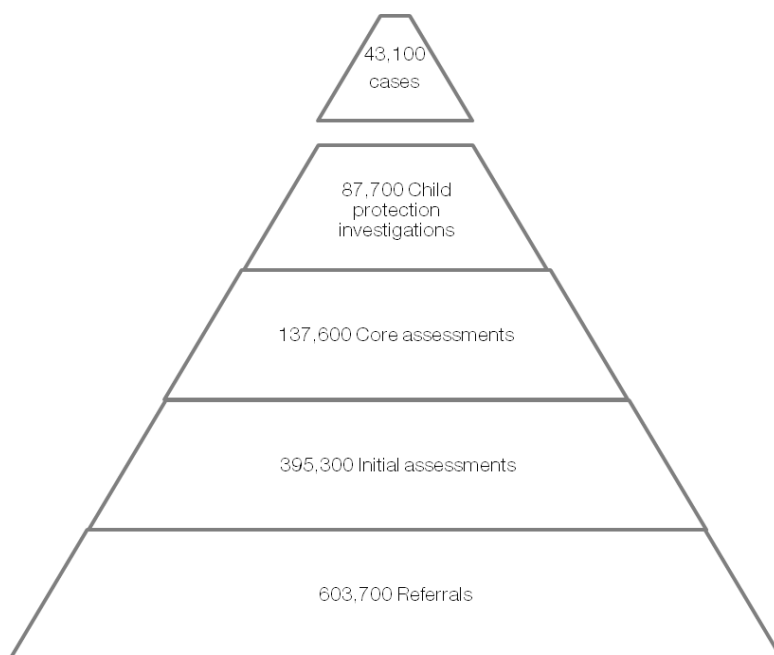 43,100
cases
87,700 Child
protection
investigations
137,600 Core assessments
395,300 Initial assessments
603,700 Referrals